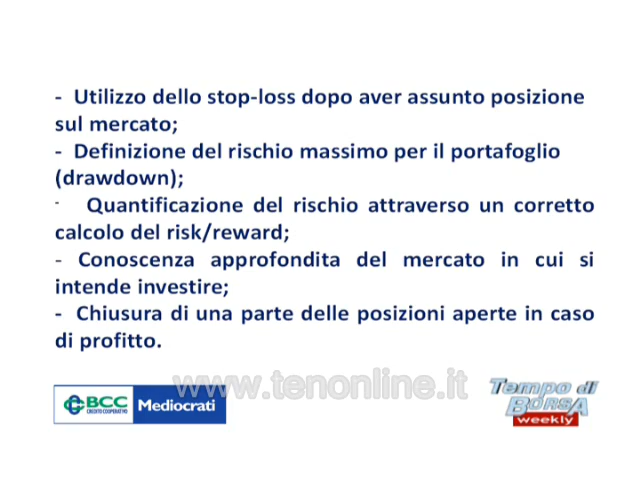 - Utilizzo dello stop-loss dopo aver assunto posizione
sul mercato;
- Definizione del rischio massimo per il portafoglio
(drawdown);
- Quantificazione del rischio attraverso un corretto
calcolo del risk/reward;
- Conoscenza approfondita del mercato in cui si
intende investire;
- Chiusura di una parte delle posizioni aperte in caso
di profitto.
www.tenonline.it
BCC
CREDITO COOPERATIVO
Mediocrati
Tempo di
BORSA
weekly